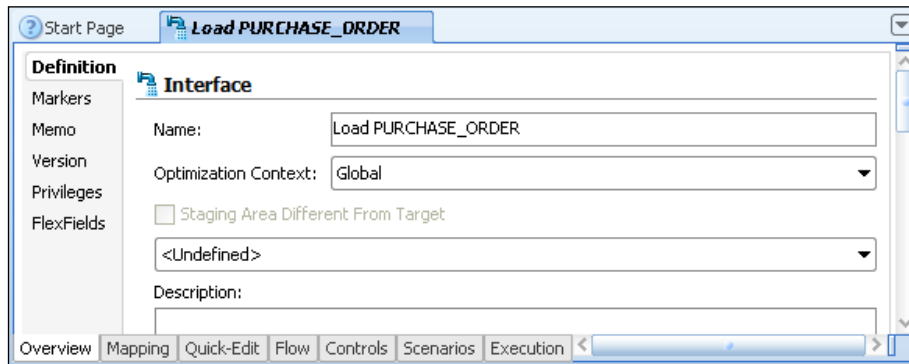 Start Page Load PURCHASE_ORDER
Definition
Markers
Memo
Version
Privileges
FlexFields
Interface
Name: Load PURCHASE_ORDER
Optimization Context: Global
Staging Area Different From Target
<Undefined>
Description:
Overview Mapping Quick-Edit Flow Controls Scenarios Execution